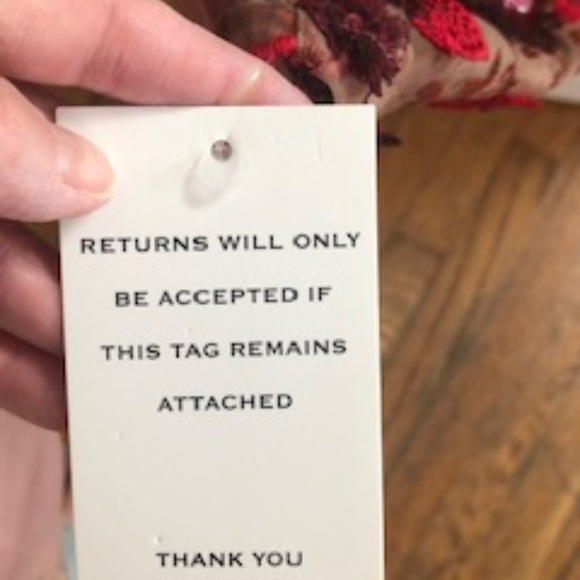 RETURNS WILL ONLY
BE ACCEPTED IF
THIS TAG REMAINS
ATTACHED
THANK YOU